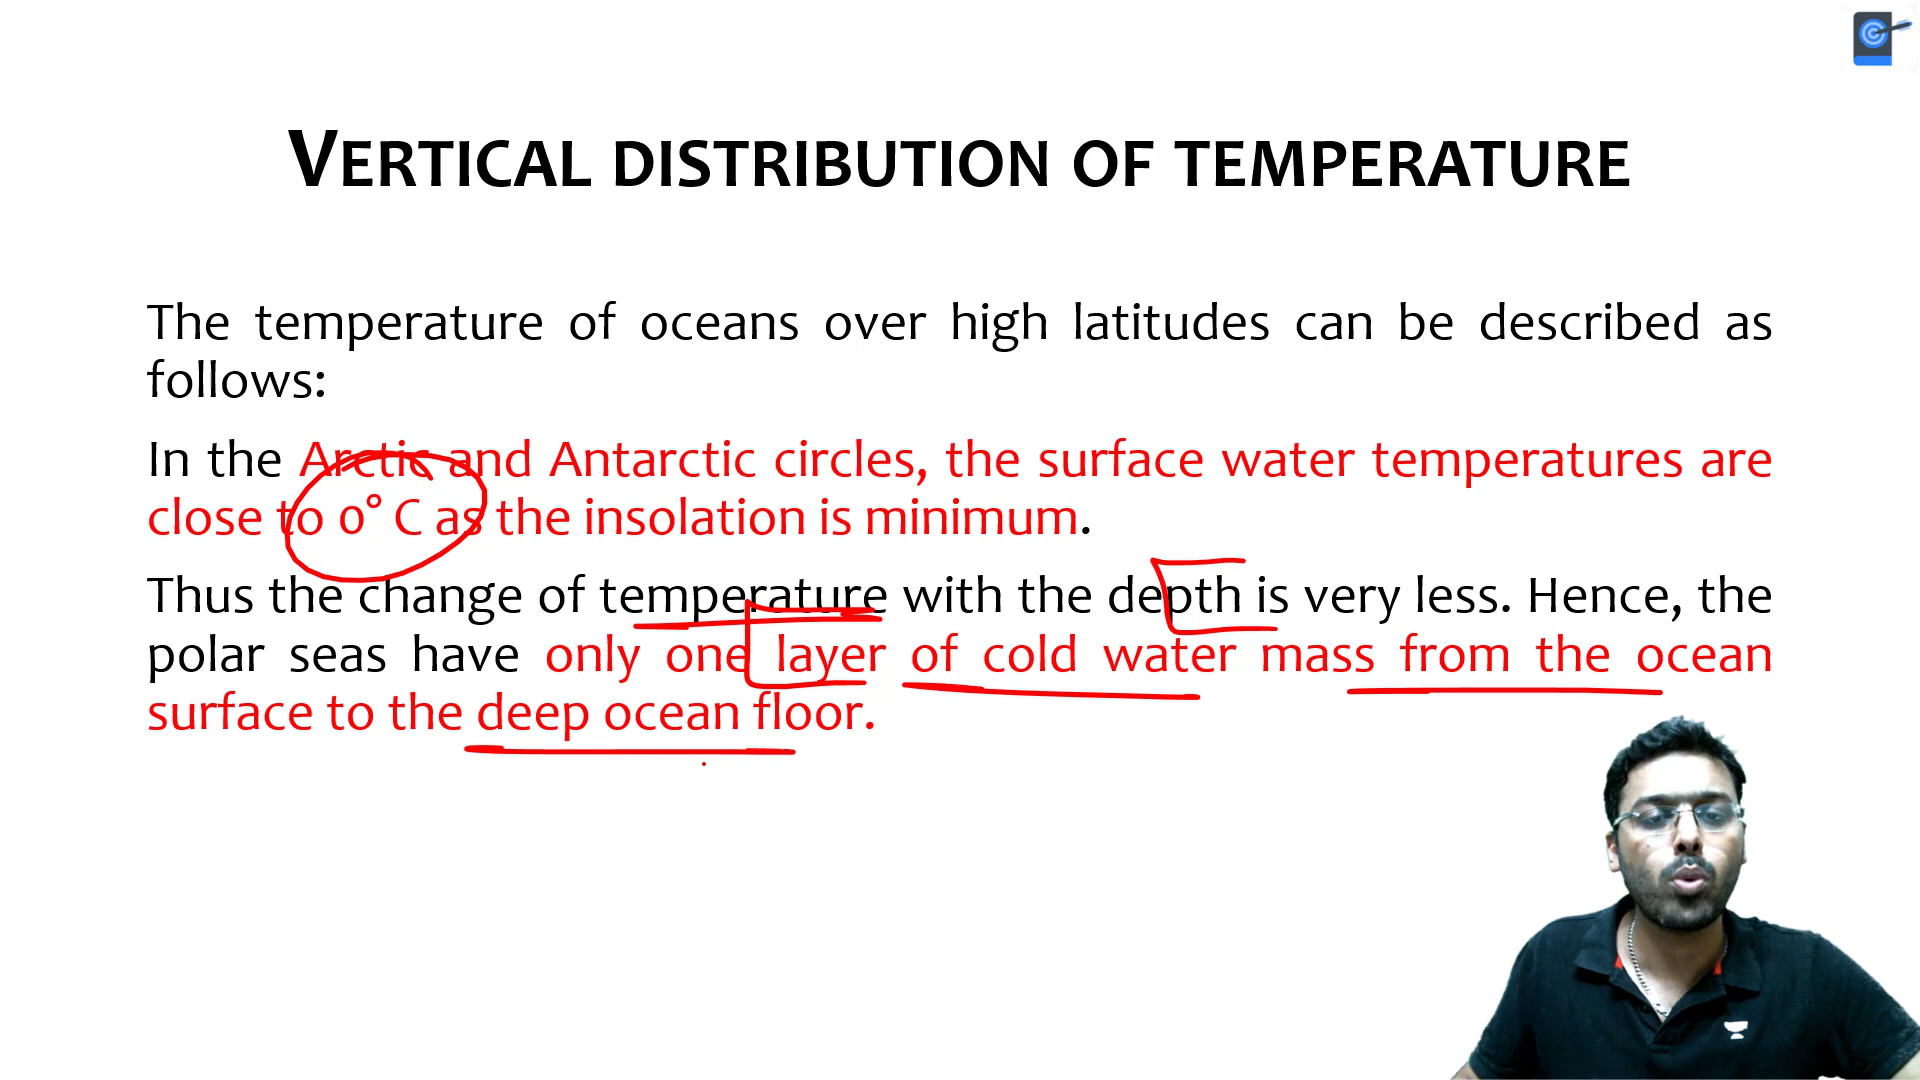 VERTICAL DISTRIBUTION OF TEMPERATURE
The temperature of oceans over high latitudes can be described as
follows:
In the Arctic and Antarctic circles, the surface water temperatures are
close to 0° C as the insolation is minimum.
Thus the change of temperature with the depth is very less. Hence, the
polar seas have only one layer of cold water mass from the ocean
surface to the deep ocean floor.